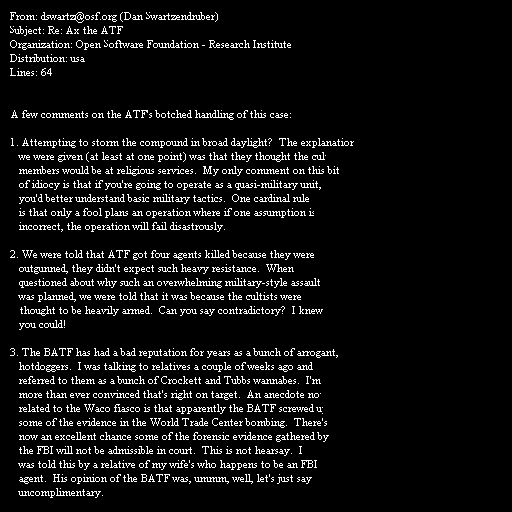 From: dswartz@osf.org (Dan Swartzendruber)
Subject: Re: Ax the ATF
Organization: Open Software Foundation - Research Institute
Distribution: usa
Lines: 64
A few comments on the ATF's botched handling of this case:
1. Attempting to storm the compound in broad daylight?  The
we were given (at least at one point) was that they thought the
members would be at religious services.  My only comment on this bit
of idiocy is that if you're going to operate as a quasi-military unit,
you'd better understand basic military tactics.  One cardinal rule
is that only a fool plans an operation where if one assumption is
incorrect, the operation will fail disastrously.
2. We were told that ATF got four agents killed because they were
outgunned, they didn't expect such heavy resistance.  When
questioned about why such an overwhelming military-style assault
was planned, we were told that it was because the cultists were
thought to be heavily armed.  Can you say contradictory?  I knew
you could!
3. The BATF has had a bad reputation for years as a bunch of arrogant,
hotdoggers.  I was talking to relatives a couple of weeks ago and
referred to them as a bunch of Crockett and Tubbs wannabes.  I'm
more than ever convinced that's right on target.  An anecdote
related to the Waco fiasco is that apparently the BATF screwed
some of the evidence in the World Trade Center bombing.  There's
now an excellent chance some of the forensic evidence gathered by
the FBI will not be admissible in court.  This is not hearsay.  I
was told this by a relative of my wife's who happens to be an FBI
agent.  His opinion of the BATF was, ummm, well, let's just say
uncomplimentary.